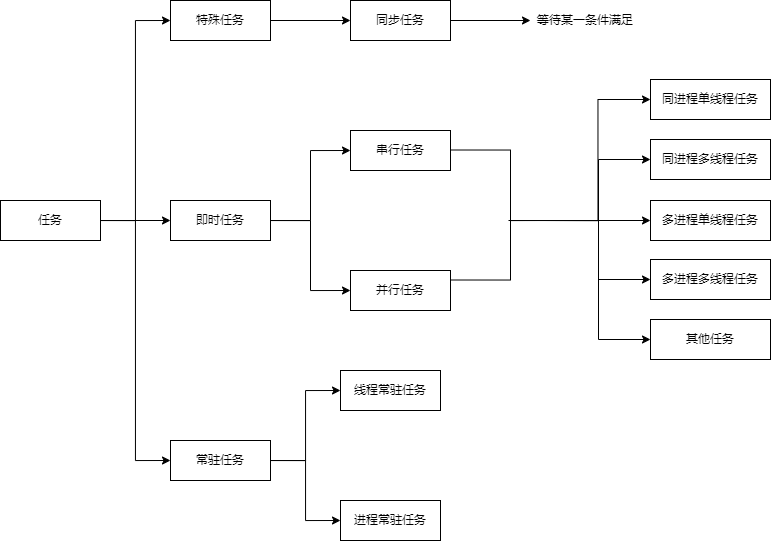 特殊任务
同步任务
等待某一条件满足
同进程单线程任务
串行任务
同进程多线程任务
任务
即时任务
多进程单线程任务
并行任务
多进程多线程任务
其他任务
线程常驻任务
常驻任务
进程常驻任务